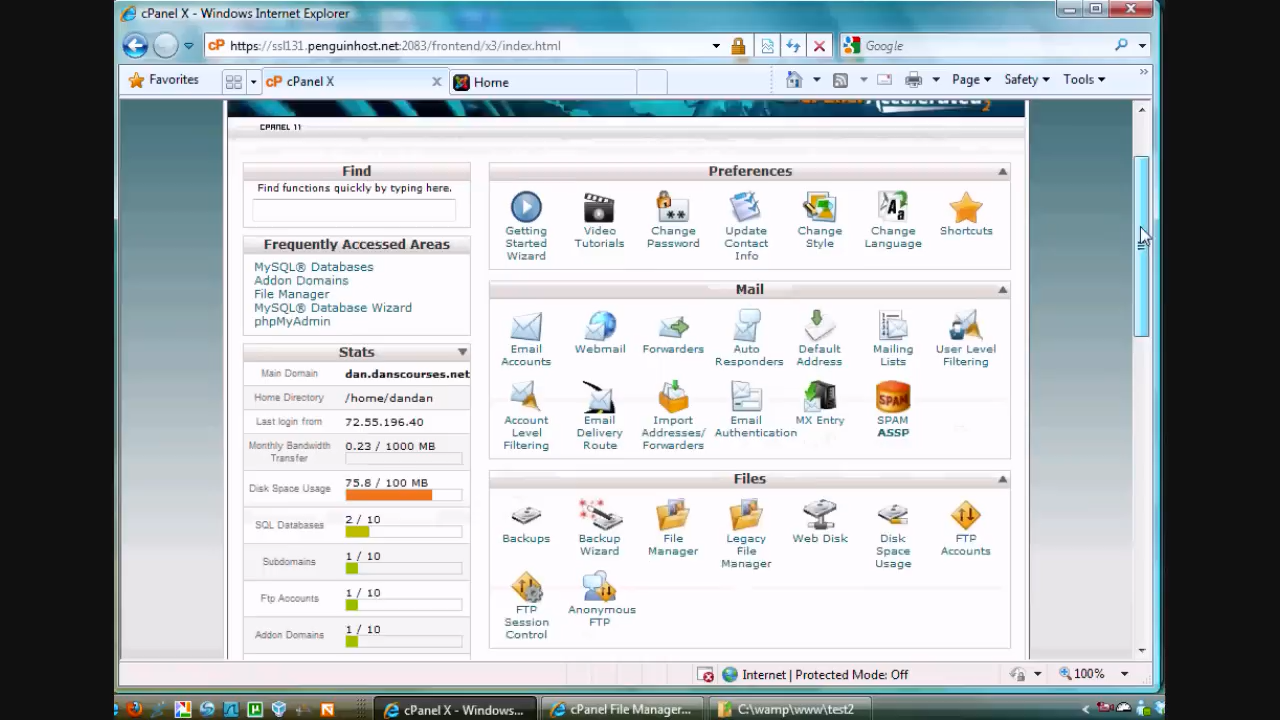 cPanel X - Windows Internet Explorer
https://ssl131.penguinhost.net:2083/frontend/x3/index.html
Google
Favorites
cPanel X
Home
Page
Safety
Tools
Accelerated
2
CPANEL 11
Find
Find functions quickly by typing here.
Frequently Accessed Areas
MySQL® Databases
Addon Domains
File Manager
MySQL® Database Wizard
phpMyAdmin
Stats
Main Domain dan.danscourses.net
Home Directory /home/dandan
Last login from 72.55.196.40
Monthly Bandwidth Transfer 0.23 / 1000 MB
Disk Space Usage 75.8 / 100 MB
SQL Databases 2 / 10
Subdomains 1 / 10
Ftp Accounts 1 / 10
Addon Domains 1 / 10
Preferences
Getting Started Wizard
Video Tutorials
Change Password
Update Contact Info
Change Style
Change Language
Shortcuts
Mail
Email Accounts
Webmail
Forwarders
Auto Responders
Default Address
Mailing Lists
User Level Filtering
Account Level Filtering
Email Delivery Route
Import Addresses/ Forwarders
Email Authentication
MX Entry
SPAM
SPAM ASSP
Files
Backups
Backup Wizard
File Manager
Legacy File Manager
Web Disk
Disk Space Usage
FTP Accounts
FTP Session Control
Anonymous FTP
Internet | Protected Mode: Off
100%
cPanel X - Windows...
cPanel File Manager...
C:\wamp\www\test2